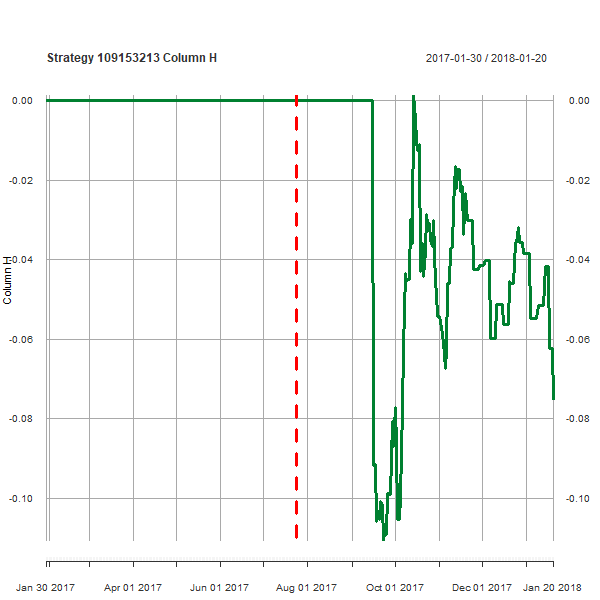 Strategy 109153213 Column H
2017-01-30 / 2018-01-20
0.00 0.00
-0.02 -0.02
-0.04 -0.04
Column H
-0.06 -0.06
-0.08 -0.08
-0.10 -0.10
Jan 30 2017 Apr 01 2017 Jun 01 2017 Aug 01 2017 Oct 01 2017 Dec 01 2017 Jan 20 2018